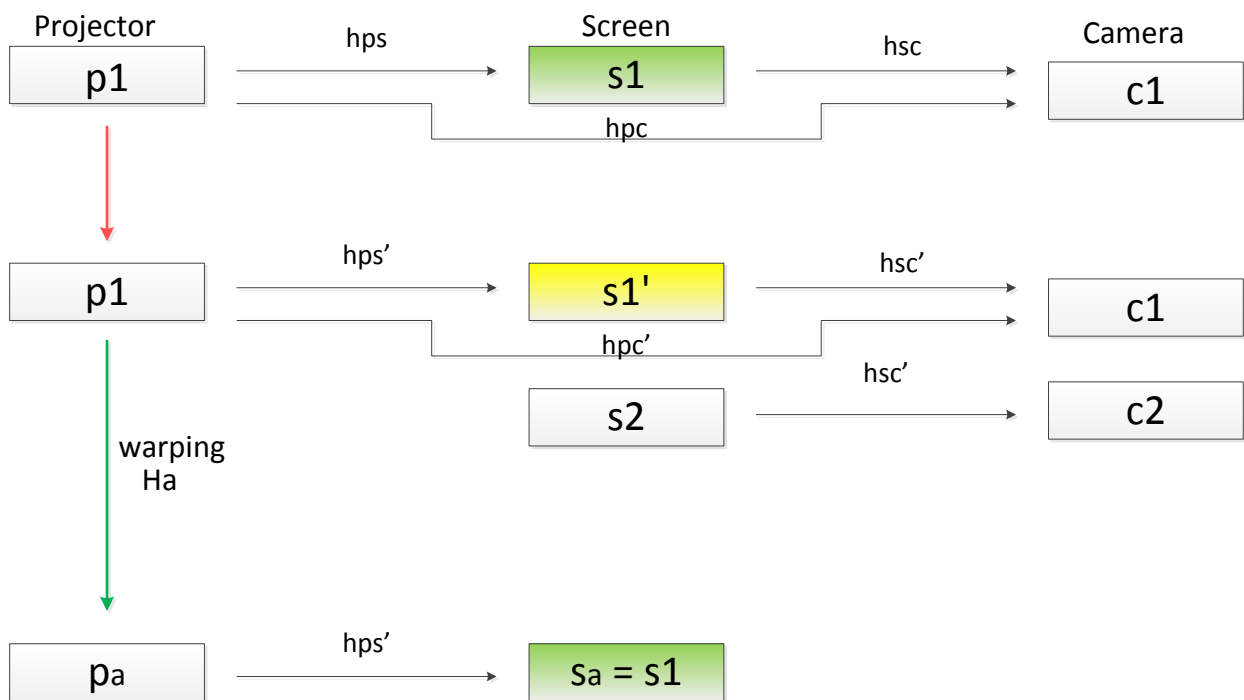 Projector
hps
Screen
hsc
Camera
p1
s1
c1
hpc
hps’
hsc’
p1
s1'
c1
hpc’
hsc’
s2
c2
warping
Ha
hps’
pa
sa = s1